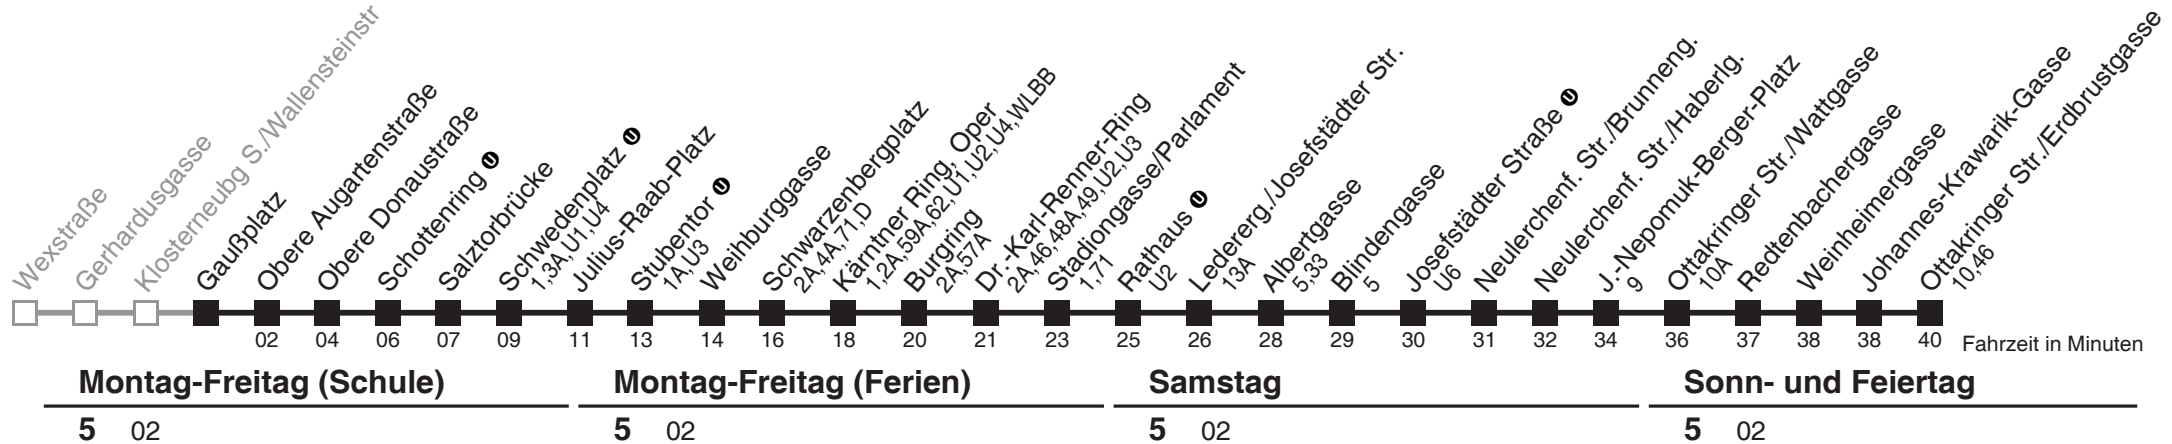 Wexstraße
Gerhardusgasse
Klosterneubg S./Wallensteinstr
Gaußplatz
Obere Augartenstraße
Obere Donaustraße
Schottenring U
Salztorbrücke
Schwedenplatz U
1,3A,U1,U4
Julius-Raab-Platz
Stubentor U
1A,U3
Weihburggasse
Schwarzenbergplatz
2A,4A,71,D
Kärntner Ring, Oper
1,2A,59A,62,U1,U2,U4,WLBB
Burgring
2A,57A
Dr.-Karl-Renner-Ring
2A,46,48A,49,U2,U3
Stadiongasse/Parlament
1,71
Rathaus U
U2
Ledererg./Josefstädter Str.
13A
Albertgasse
5,33
Blindengasse
5
Josefstädter Straße U
U6
Neulerchenf. Str./Brunneng.
Neulerchenf. Str./Haberlg.
J.-Nepomuk-Berger-Platz
9
Ottakringer Str./Wattgasse
10A
Redtenbachergasse
Weinheimergasse
Johannes-Krawarik-Gasse
Ottakringer Str./Erdbrustgasse
10,46
02 04 06 07 09 11 13 14 16 18 20 21 23 25 26 28 29 30 31 32 34 36 37 38 38 40 Fahrzeit in Minuten
Montag-Freitag (Schule) Montag-Freitag (Ferien) Samstag Sonn- und Feiertag
5 02 5 02 5 02 5 02